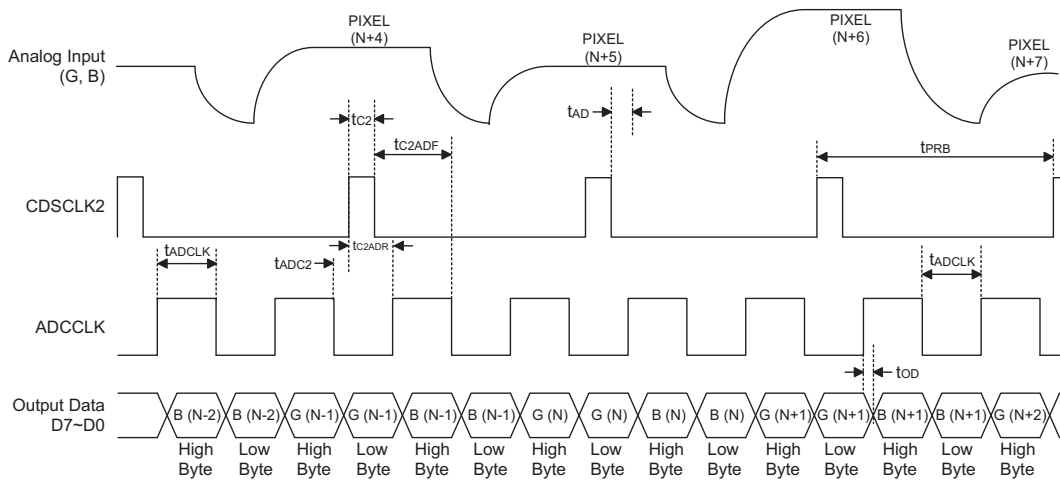 PIXEL
(N+4)
PIXEL
(N+5)
PIXEL
(N+6)
PIXEL
(N+7)
Analog Input
(G, B)
tC2
tAD
tC2ADF
tPRB
CDSCLK2
tADCLK
tADC2
tC2ADR
tADCLK
ADCCLK
tOD
Output Data
D7~D0
B (N-2) B (N-2) G (N-1) G (N-1) B (N-1) B (N-1) G (N) G (N) B (N) B (N) G (N+1) G (N+1) B (N+1) B (N+1) G (N+2)
High Low High Low High Low High Low High Low High Low High Low High
Byte Byte Byte Byte Byte Byte Byte Byte Byte Byte Byte Byte Byte Byte Byte